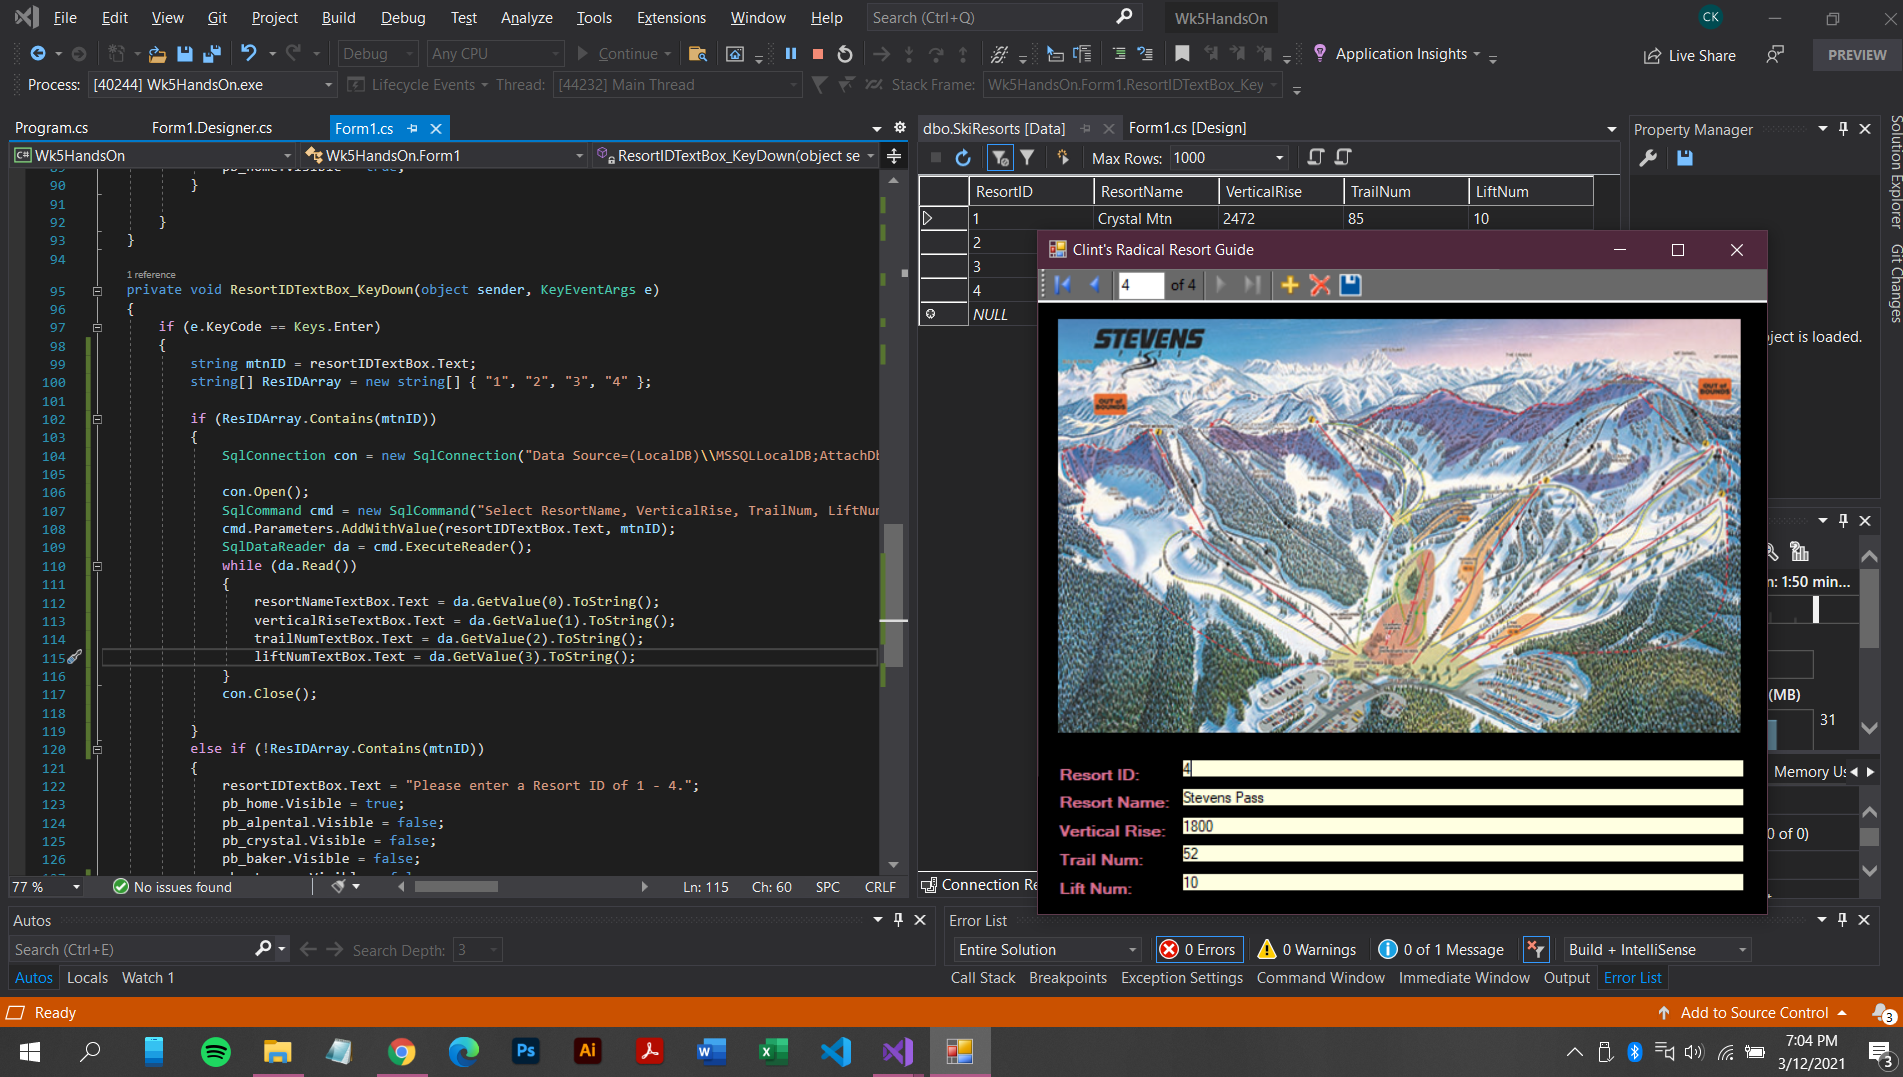 File Edit View Git Project Build Debug Test Analyze Tools Extensions Window Help Search (Ctrl+Q) Wk5HandsOn CK
Debug Any CPU Continue Application Insights Live Share PREVIEW
Process: [40244] Wk5HandsOn.exe Lifecycle Events Thread: [44232] Main Thread Stack Frame: Wk5HandsOn.Form1.ResortIDTextBox_Key
Program.cs Form1.Designer.cs Form1.cs
C# Wk5HandsOn Wk5HandsOn.Form1 ResortIDTextBox_KeyDown(object se
90 }
91
92 }
93 }
94
1 reference
95 private void ResortIDTextBox_KeyDown(object sender, KeyEventArgs e)
96 {
97 if (e.KeyCode == Keys.Enter)
98 {
99 string mtnID = resortIDTextBox.Text;
100 string[] ResIDArray = new string[] { "1", "2", "3", "4" };
101
102 if (ResIDArray.Contains(mtnID))
103 {
104 SqlConnection con = new SqlConnection("Data Source=(LocalDB)\\MSSQLLocalDB;AttachDb
105
106 con.Open();
107 SqlCommand cmd = new SqlCommand("Select ResortName, VerticalRise, TrailNum, LiftNum
108 cmd.Parameters.AddWithValue(resortIDTextBox.Text, mtnID);
109 SqlDataReader da = cmd.ExecuteReader();
110 while (da.Read())
111 {
112 resortNameTextBox.Text = da.GetValue(0).ToString();
113 verticalRiseTextBox.Text = da.GetValue(1).ToString();
114 trailNumTextBox.Text = da.GetValue(2).ToString();
115 liftNumTextBox.Text = da.GetValue(3).ToString();
116 }
117 con.Close();
118
119 }
120 else if (!ResIDArray.Contains(mtnID))
121 {
122 resortIDTextBox.Text = "Please enter a Resort ID of 1 - 4.";
123 pb_home.Visible = true;
124 pb_alpental.Visible = false;
125 pb_crystal.Visible = false;
126 pb_baker.Visible = false;
77 % No issues found Ln: 115 Ch: 60 SPC CRLF
dbo.SkiResorts [Data] Form1.cs [Design]
Max Rows: 1000
ResortID ResortName VerticalRise TrailNum LiftNum
1 Crystal Mtn 2472 85 10
2
3
4
NULL
Connection Re
Clint's Radical Resort Guide
4 of 4
STEVENS
PASS
OUT OF BOUNDS
OUT OF BOUNDS
Resort ID: 4
Resort Name: Stevens Pass
Vertical Rise: 1800
Trail Num: 52
Lift Num: 10
Property Manager
ject is loaded.
n: 1:50 min...
(MB)
31
Memory Us
0 of 0)
Solution Explorer
Git Changes
Autos
Search (Ctrl+E) Search Depth: 3
Autos Locals Watch 1
Error List
Entire Solution 0 Errors 0 Warnings 0 of 1 Message Build + IntelliSense
Call Stack Breakpoints Exception Settings Command Window Immediate Window Output Error List
Ready Add to Source Control 3
Ps Ai
7:04 PM
3/12/2021
3